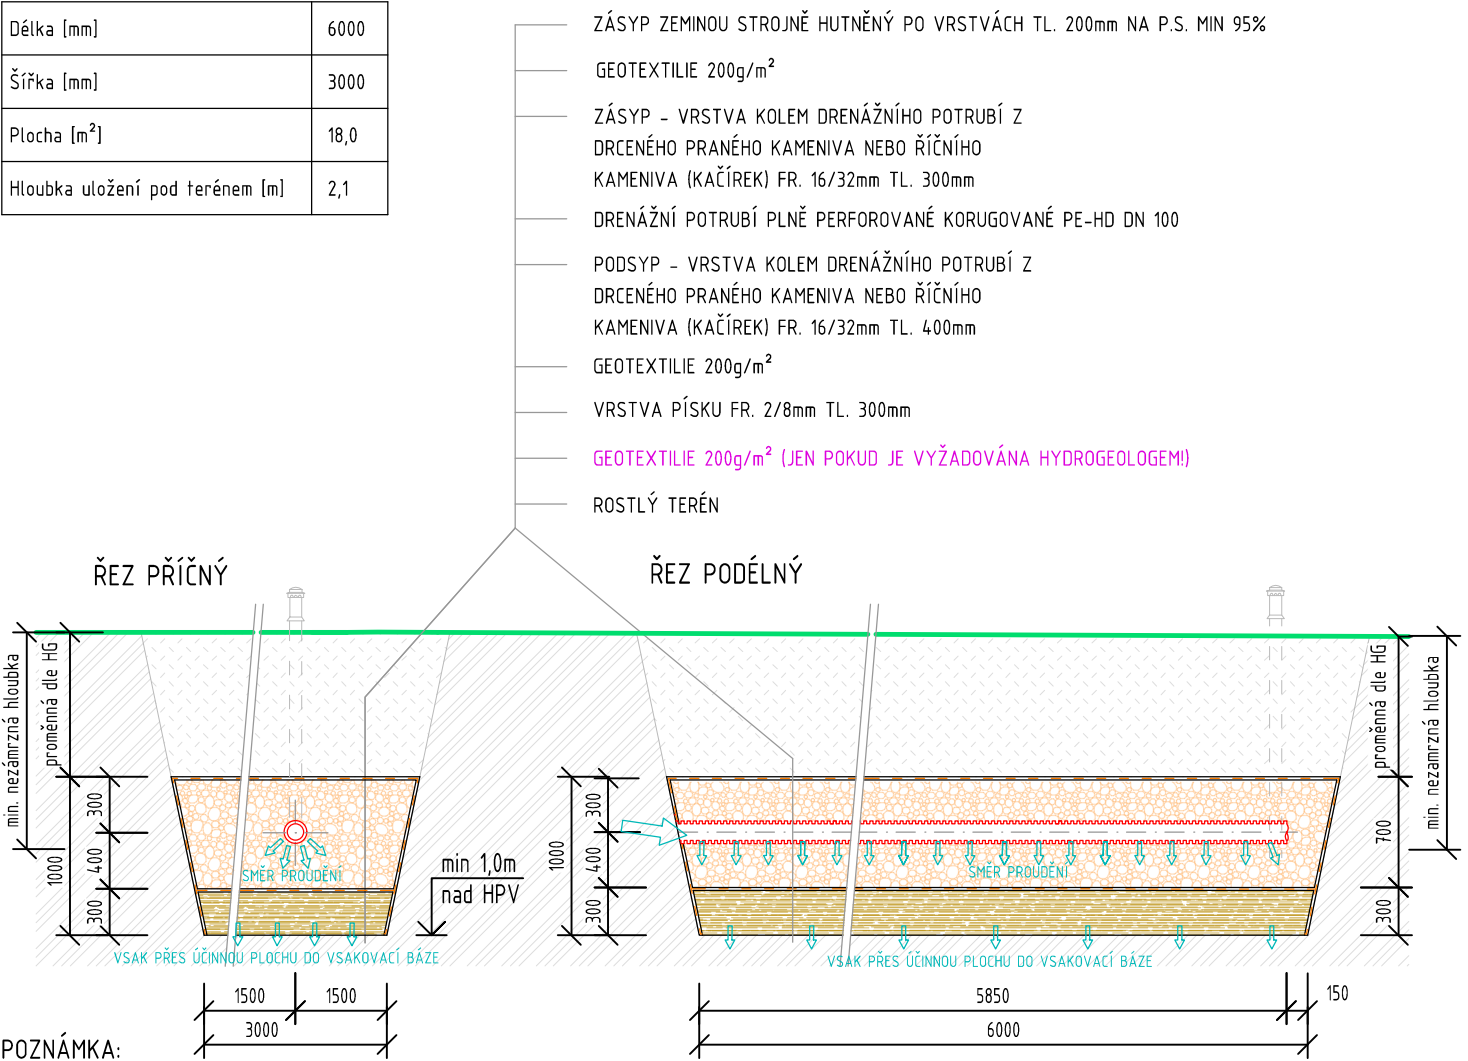 Délka [mm] 6000
Šířka [mm] 3000
Plocha [m²] 18,0
Hloubka uložení pod terénem [m] 2,1
ZÁSYP ZEMINOU STROJNĚ HUTNĚNÝ PO VRSTVÁCH TL. 200mm NA P.S. MIN 95%
GEOTEXTILIE 200g/m²
ZÁSYP - VRSTVA KOLEM DRENÁŽNÍHO POTRUBÍ Z
DRCENÉHO PRANÉHO KAMENIVA NEBO ŘÍČNÍHO
KAMENIVA (KAČÍREK) FR. 16/32mm TL. 300mm
DRENÁŽNÍ POTRUBÍ PLNĚ PERFOROVANÉ KORUGOVANÉ PE-HD DN 100
PODSYP - VRSTVA KOLEM DRENÁŽNÍHO POTRUBÍ Z
DRCENÉHO PRANÉHO KAMENIVA NEBO ŘÍČNÍHO
KAMENIVA (KAČÍREK) FR. 16/32mm TL. 400mm
GEOTEXTILIE 200g/m²
VRSTVA PÍSKU FR. 2/8mm TL. 300mm
GEOTEXTILIE 200g/m² (JEN POKUD JE VYŽADOVÁNA HYDROGEOLOGEM!)
ROSTLÝ TERÉN
ŘEZ PŘÍČNÝ
min. nezámrzná hloubka
proměnná dle HG
300
400
300
1000
SMĚR PROUDĚNÍ
min 1,0m
nad HPV
VSAK PŘES ÚČINNOU PLOCHU DO VSAKOVACÍ BÁZE
1500
1500
3000
ŘEZ PODÉLNÝ
1000
300
400
300
SMĚR PROUDĚNÍ
proměnná dle HG
min. nezamrzná hloubka
700
300
VSAK PŘES ÚČINNOU PLOCHU DO VSAKOVACÍ BÁZE
5850
150
6000
POZNÁMKA: